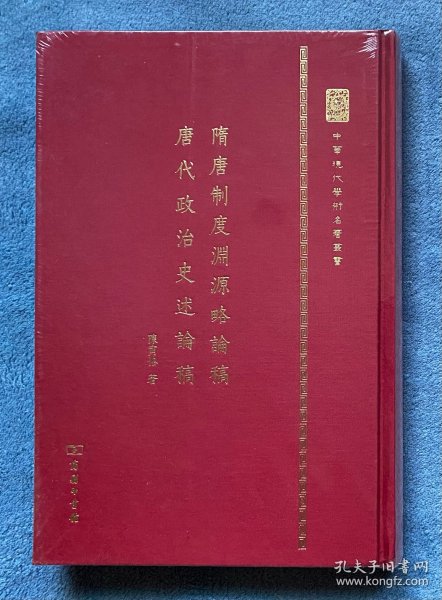 中華現代學術名著叢書
隋唐制度淵源略論稿
唐代政治史述論稿
陳寅恪 著
商務印書館
孔夫子旧书网
www.kongfz.com